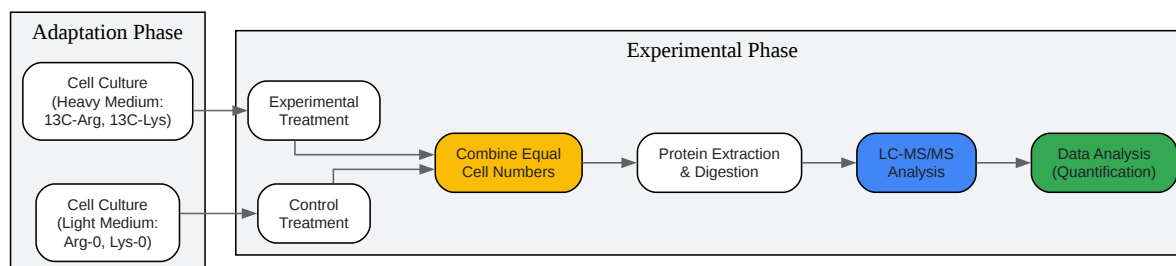 Adaptation Phase
Cell Culture
(Heavy Medium:
13C-Arg, 13C-Lys)
Cell Culture
(Light Medium:
Arg-0, Lys-0)
Experimental Phase
Experimental
Treatment
Control
Treatment
Combine Equal
Cell Numbers
Protein Extraction
& Digestion
LC-MS/MS
Analysis
Data Analysis
(Quantification)